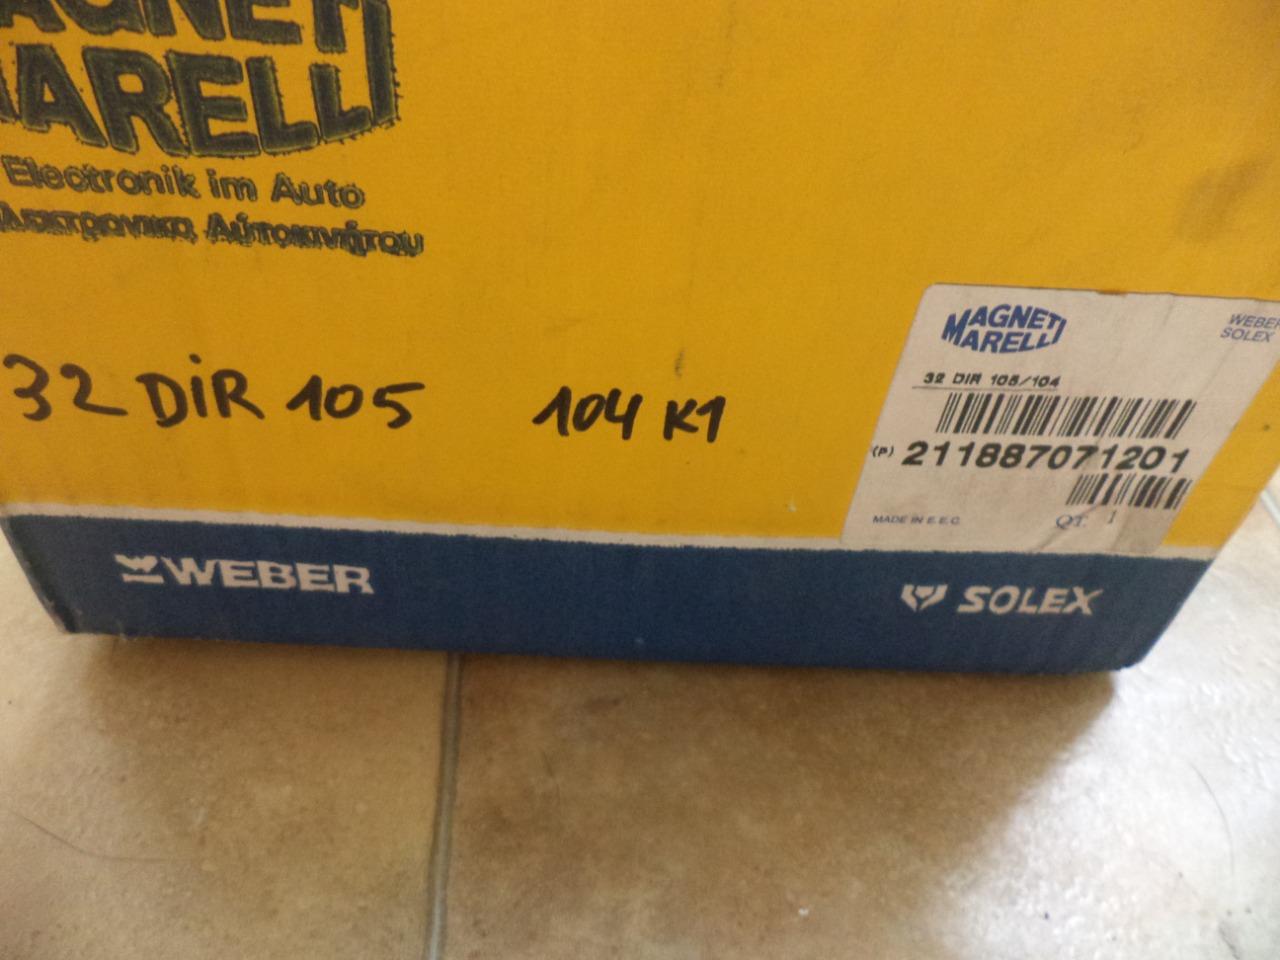 MAGNETI
MARELLI
Electronik im Auto
Αύτοκινήτου
32 DiR 105 104 K1
MAGNETI
MARELLI
WEBER
SOLEX
32 DIR 105/104
(P) 211887071201
MADE IN E.E.C. QT. 1
WEBER
SOLEX